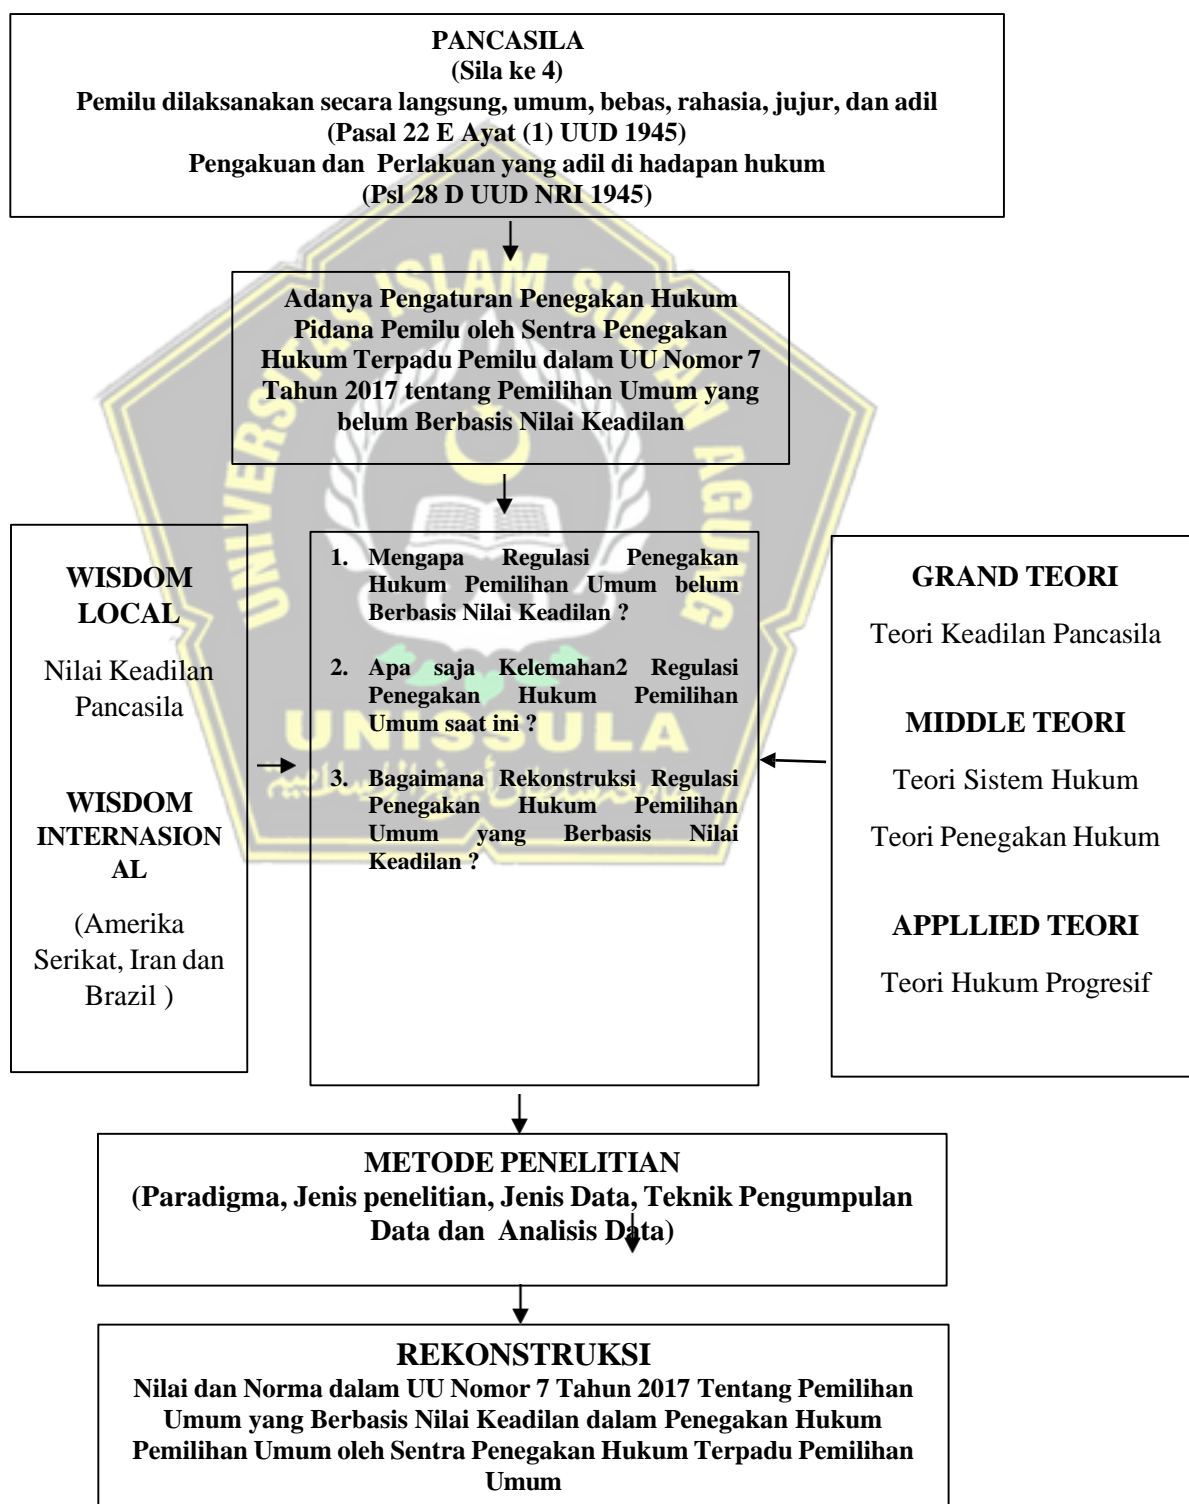 PANCASILA
(Sila ke 4)
Pemilu dilaksanakan secara langsung, umum, bebas, rahasia, jujur, dan adil
(Pasal 22 E Ayat (1) UUD 1945)
Pengakuan dan Perlakuan yang adil di hadapan hukum
(Psl 28 D UUD NRI 1945)
Adanya Pengaturan Penegakan Hukum
Pidana Pemilu oleh Sentra Penegakan
Hukum Terpadu Pemilu dalam UU Nomor 7
Tahun 2017 tentang Pemilihan Umum yang
belum Berbasis Nilai Keadilan
WISDOM
LOCAL
Nilai Keadilan
Pancasila
WISDOM
INTERNASION
AL
(Amerika
Serikat, Iran dan
Brazil )
1. Mengapa Regulasi Penegakan
Hukum Pemilihan Umum belum
Berbasis Nilai Keadilan ?
2. Apa saja Kelemahan2 Regulasi
Penegakan Hukum Pemilihan
Umum saat ini ?
3. Bagaimana Rekonstruksi Regulasi
Penegakan Hukum Pemilihan
Umum yang Berbasis Nilai
Keadilan ?
GRAND TEORI
Teori Keadilan Pancasila
MIDDLE TEORI
Teori Sistem Hukum
Teori Penegakan Hukum
APPLLIED TEORI
Teori Hukum Progresif
METODE PENELITIAN
(Paradigma, Jenis penelitian, Jenis Data, Teknik Pengumpulan
Data dan Analisis Data)
REKONSTRUKSI
Nilai dan Norma dalam UU Nomor 7 Tahun 2017 Tentang Pemilihan
Umum yang Berbasis Nilai Keadilan dalam Penegakan Hukum
Pemilihan Umum oleh Sentra Penegakan Hukum Terpadu Pemilihan
Umum
UNIVERSITAS ISLAM SULTAN AGUNG
UNISSULA